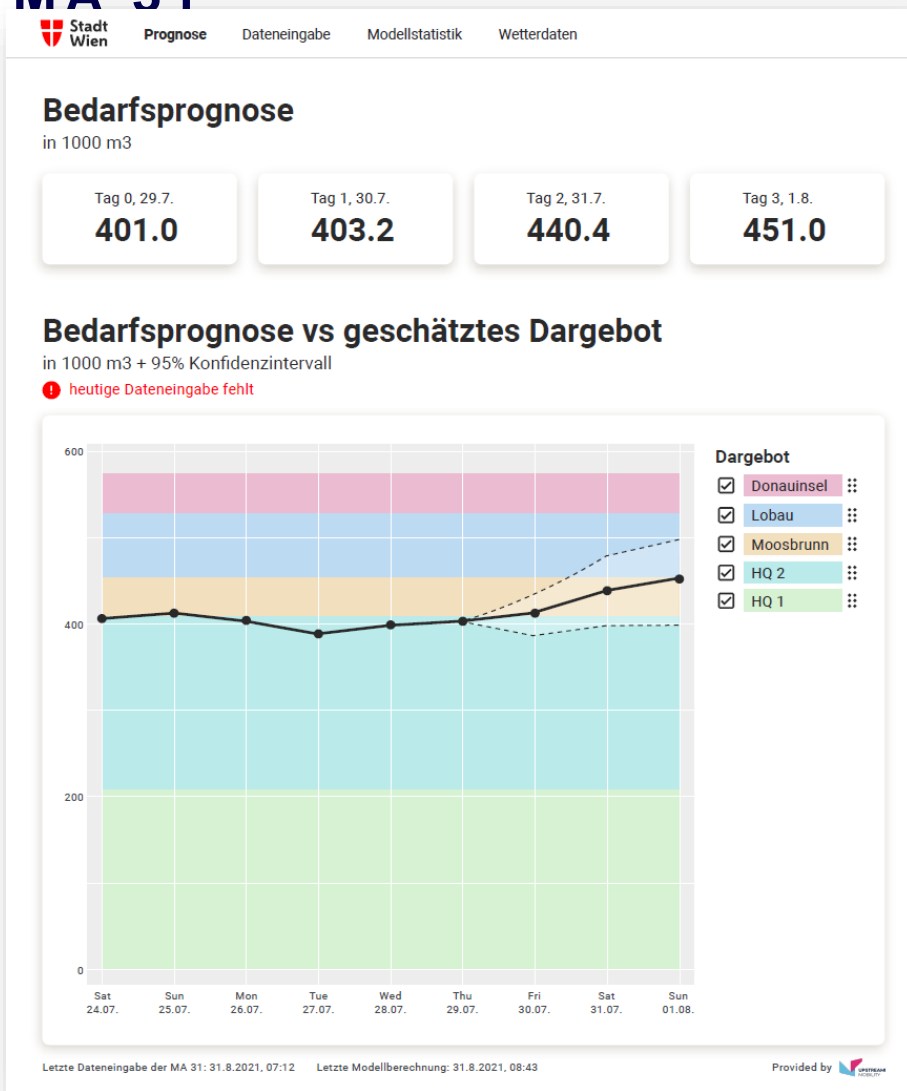 MA 31
Stadt
Wien
Prognose Dateneingabe Modellstatistik Wetterdaten
Bedarfsprognose
in 1000 m3
Tag 0, 29.7. Tag 1, 30.7. Tag 2, 31.7. Tag 3, 1.8.
401.0 403.2 440.4 451.0
Bedarfsprognose vs geschätztes Dargebot
in 1000 m3 + 95% Konfidenzintervall
! heutige Dateneingabe fehlt
Dargebot
Donauinsel
Lobau
Moosbrunn
HQ 2
HQ 1
600
400
200
0
Sat Sun Mon Tue Wed Thu Fri Sat Sun
24.07. 25.07. 26.07. 27.07. 28.07. 29.07. 30.07. 31.07. 01.08.
Letzte Dateneingabe der MA 31: 31.8.2021, 07:12 Letzte Modellberechnung: 31.8.2021, 08:43 Provided by UPSTREAM
MOBILITY